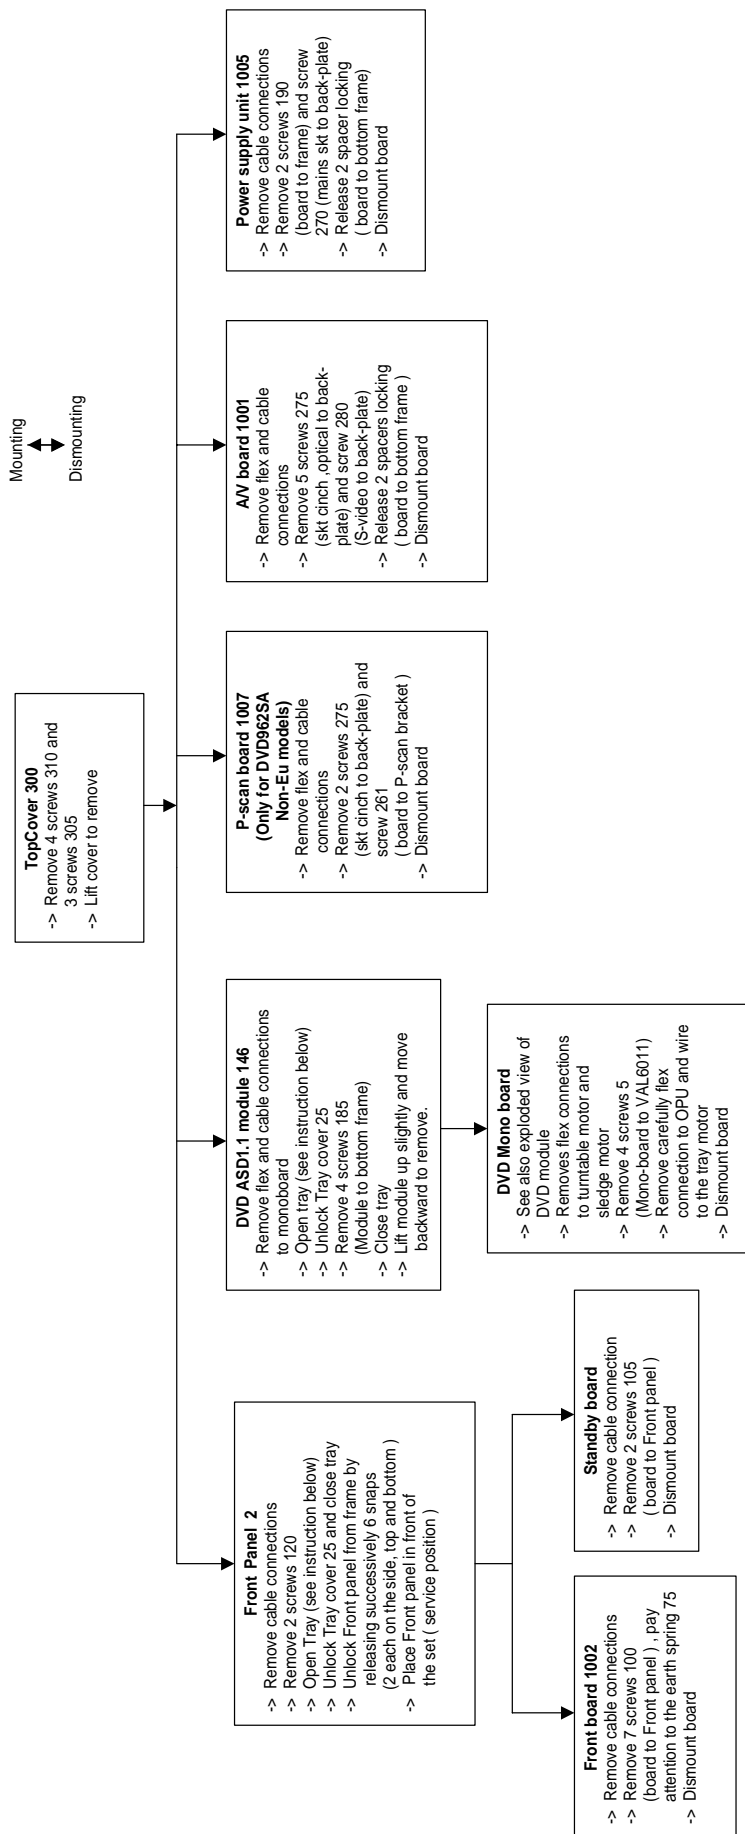 Mounting
Dismounting
TopCover 300
-> Remove 4 screws 310 and
3 screws 305
-> Lift cover to remove
Front Panel 2
-> Remove cable connections
-> Remove 2 screws 120
-> Open Tray (see instruction below)
-> Unlock Tray cover 25 and close tray
-> Unlock Front panel from frame by
releasing successively 6 snaps
(2 each on the side, top and bottom )
-> Place Front panel in front of
the set ( service position )
DVD ASD1.1 module 146
-> Remove flex and cable connections
to monoboard
-> Open tray (see instruction below)
-> Unlock Tray cover 25
-> Remove 4 screws 185
(Module to bottom frame)
-> Close tray
-> Lift module up slightly and move
backward to remove.
P-scan board 1007
(Only for DVD962SA
Non-Eu models)
-> Remove flex and cable
connections
-> Remove 2 screws 275
(skt cinch to back-plate) and
screw 261
( board to P-scan bracket )
-> Dismount board
A/V board 1001
-> Remove flex and cable
connections
-> Remove 5 screws 275
(skt cinch ,optical to back-
plate) and screw 280
(S-video to back-plate)
-> Release 2 spacers locking
( board to bottom frame )
-> Dismount board
Power supply unit 1005
-> Remove cable connections
-> Remove 2 screws 190
(board to frame) and screw
270 (mains skt to back-plate)
-> Release 2 spacer locking
( board to bottom frame)
-> Dismount board
Front board 1002
-> Remove cable connections
-> Remove 7 screws 100
(board to Front panel ) , pay
attention to the earth spring 75
-> Dismount board
Standby board
-> Remove cable connection
-> Remove 2 screws 105
( board to Front panel )
-> Dismount board
DVD Mono board
-> See also exploded view of
DVD module
-> Removes flex connections
to turntable motor and
sledge motor
-> Remove 4 screws 5
(Mono-board to VAL6011)
-> Remove carefully flex
connection to OPU and wire
to the tray motor
-> Dismount board